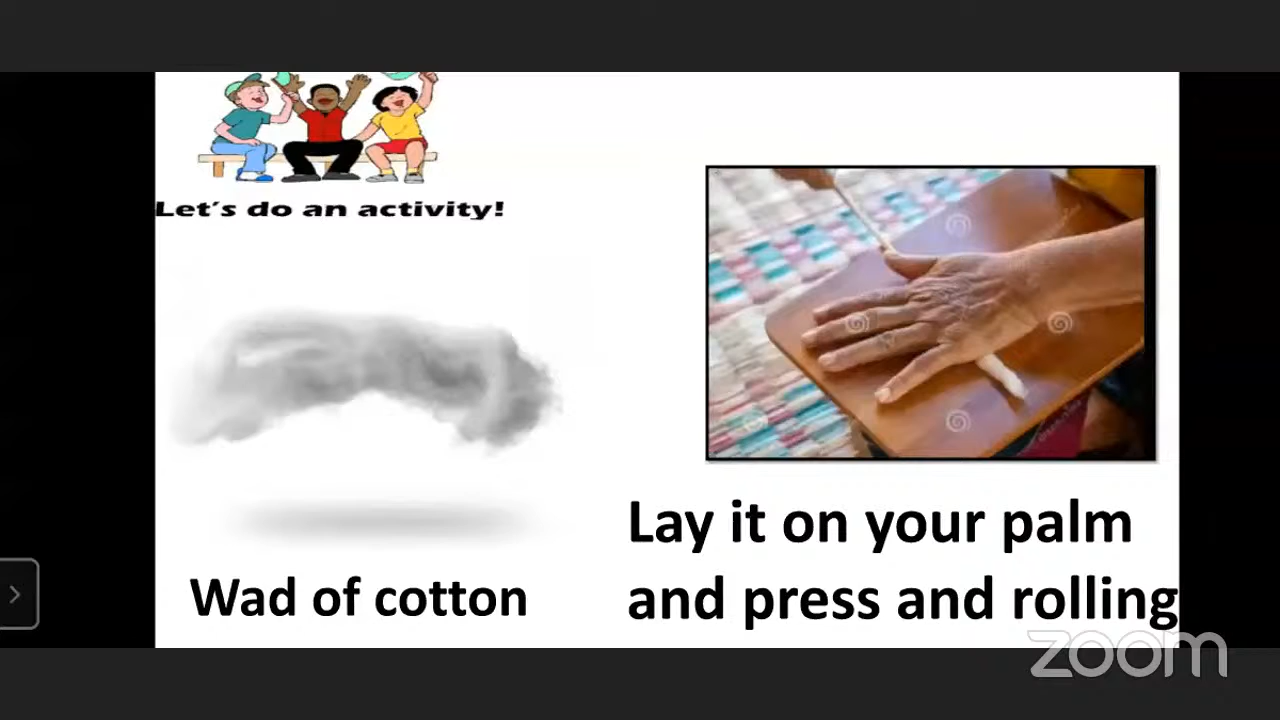 Let's do an activity!
Wad of cotton
Lay it on your palm
and press and rolling
zoom